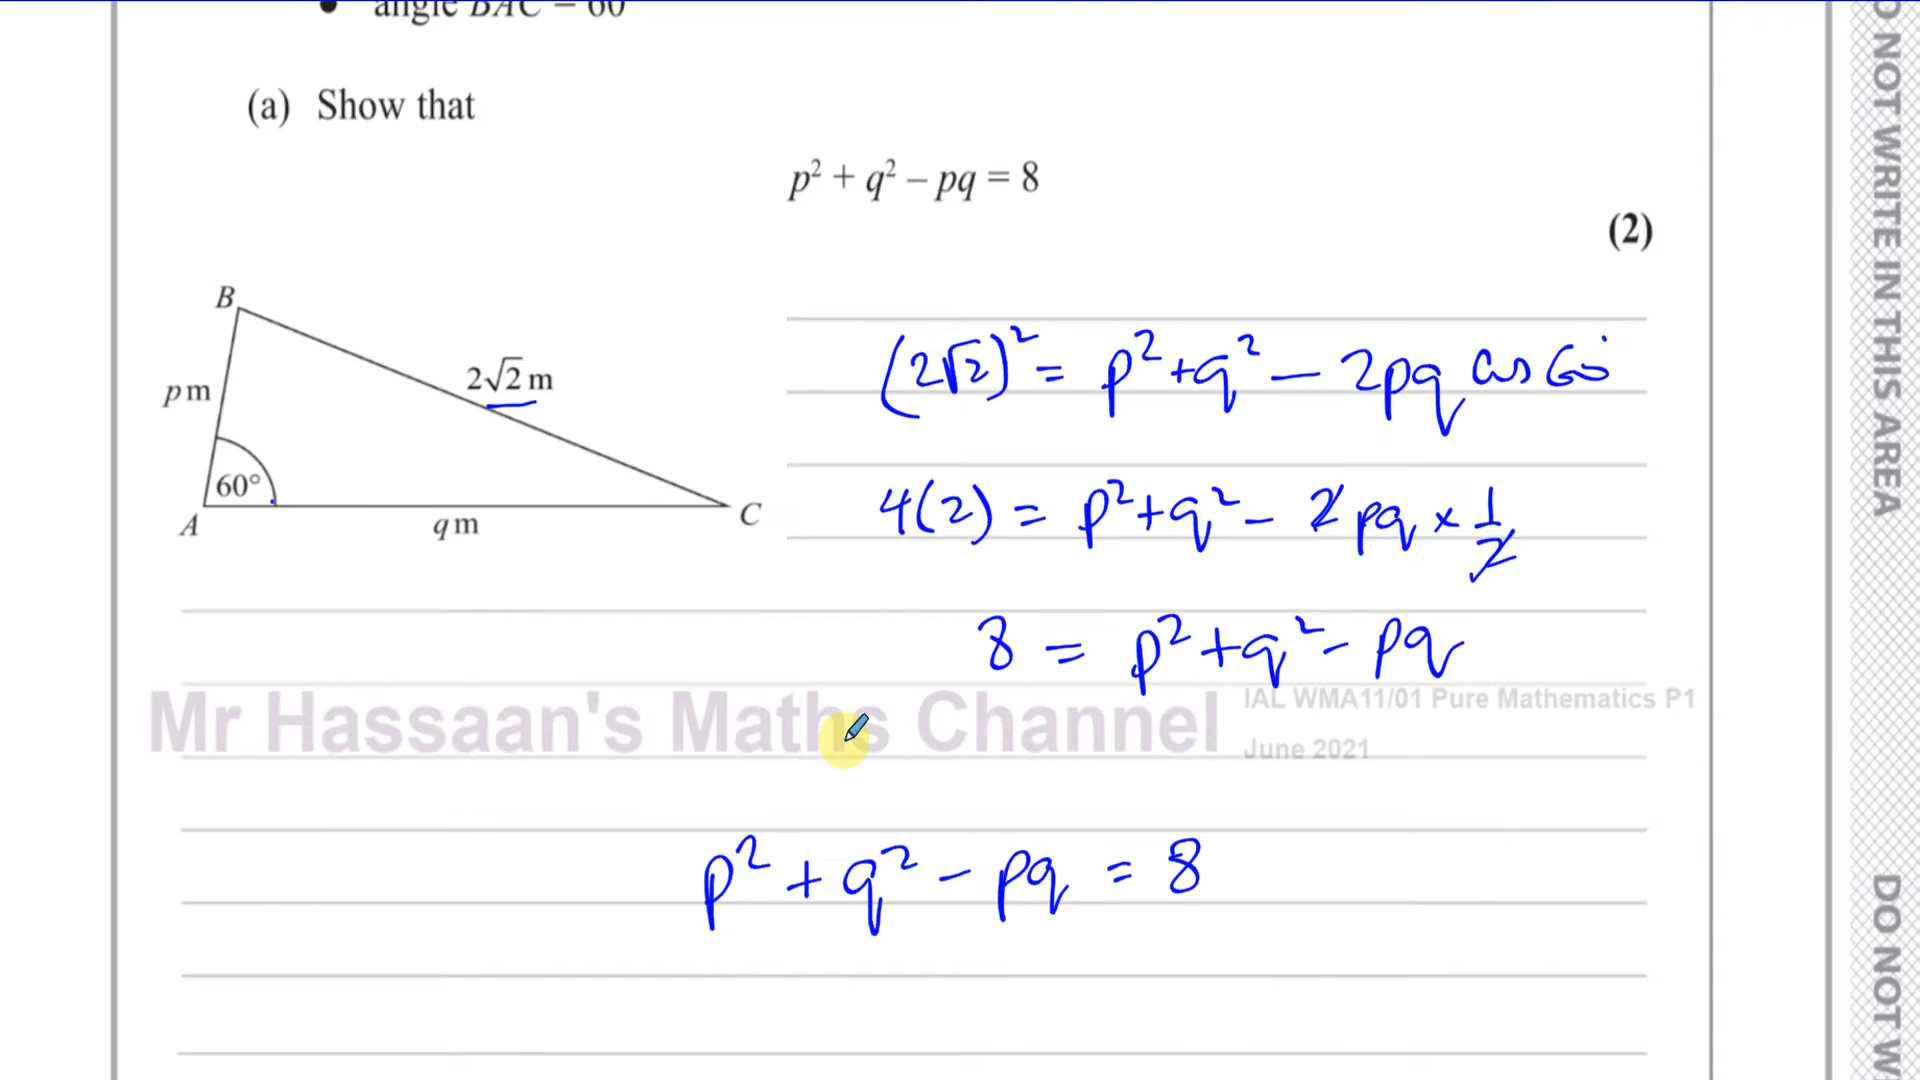 • angle BAC = 60°
(a) Show that
p² + q² – pq = 8
(2)
B
p m
2√2 m
60°
A
q m
C
(2√2)² = p² + q² – 2pq cos 60°
4(2) = p² + q² – 2pq × 1/2
8 = p² + q² – pq
Mr Hassaan's Maths Channel
IAL WMA11/01 Pure Mathematics P1
June 2021
p² + q² – pq = 8
O NOT WRITE IN THIS AREA
DO NOT W